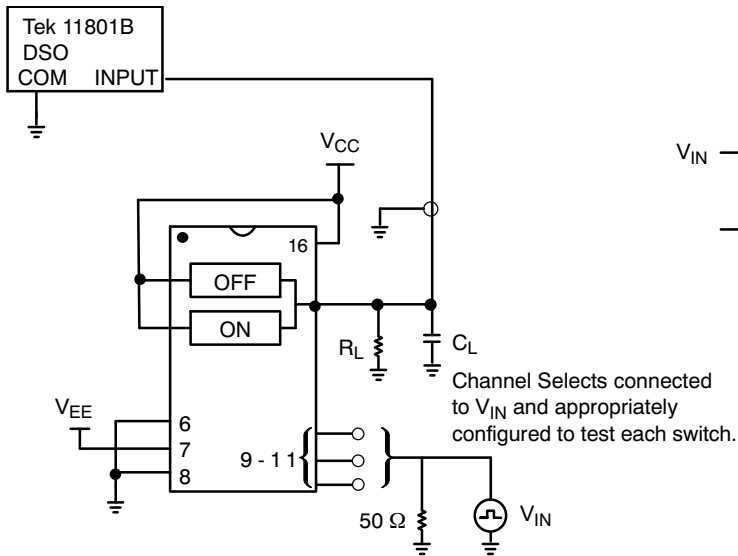 Tek 11801B
DSO
COM INPUT
VCC
VIN
16
OFF
ON
RL
CL
Channel Selects connected
to VIN and appropriately
configured to test each switch.
VEE
6
7
8
9 - 11
50 Ω
VIN